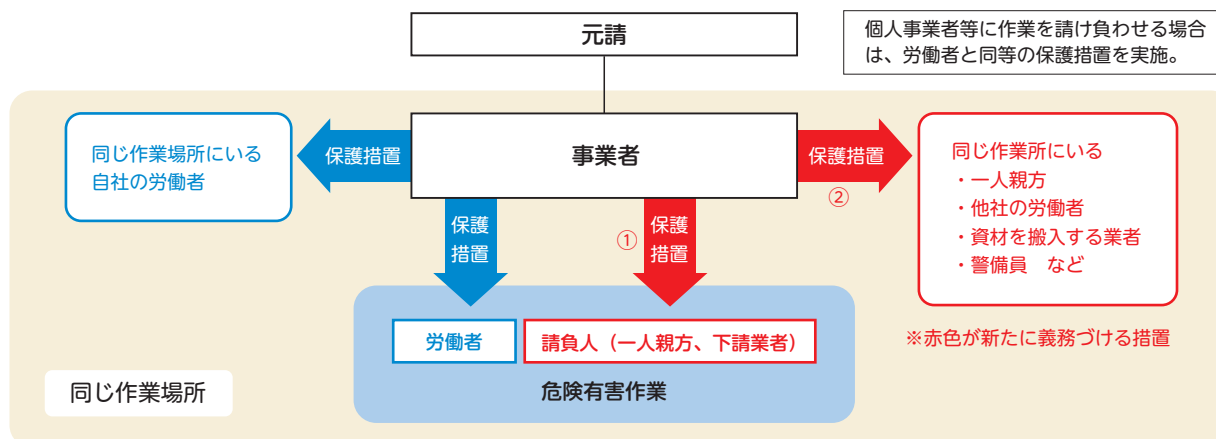 元請
個人事業者等に作業を請け負わせる場合
は、労働者と同等の保護措置を実施。
同じ作業場所にいる
自社の労働者
保護措置
事業者
保護措置
②
同じ作業所にいる
・一人親方
・他社の労働者
・資材を搬入する業者
・警備員　など
保護
措置
①
保護
措置
労働者
請負人（一人親方、下請業者）
危険有害作業
※赤色が新たに義務づける措置
同じ作業場所